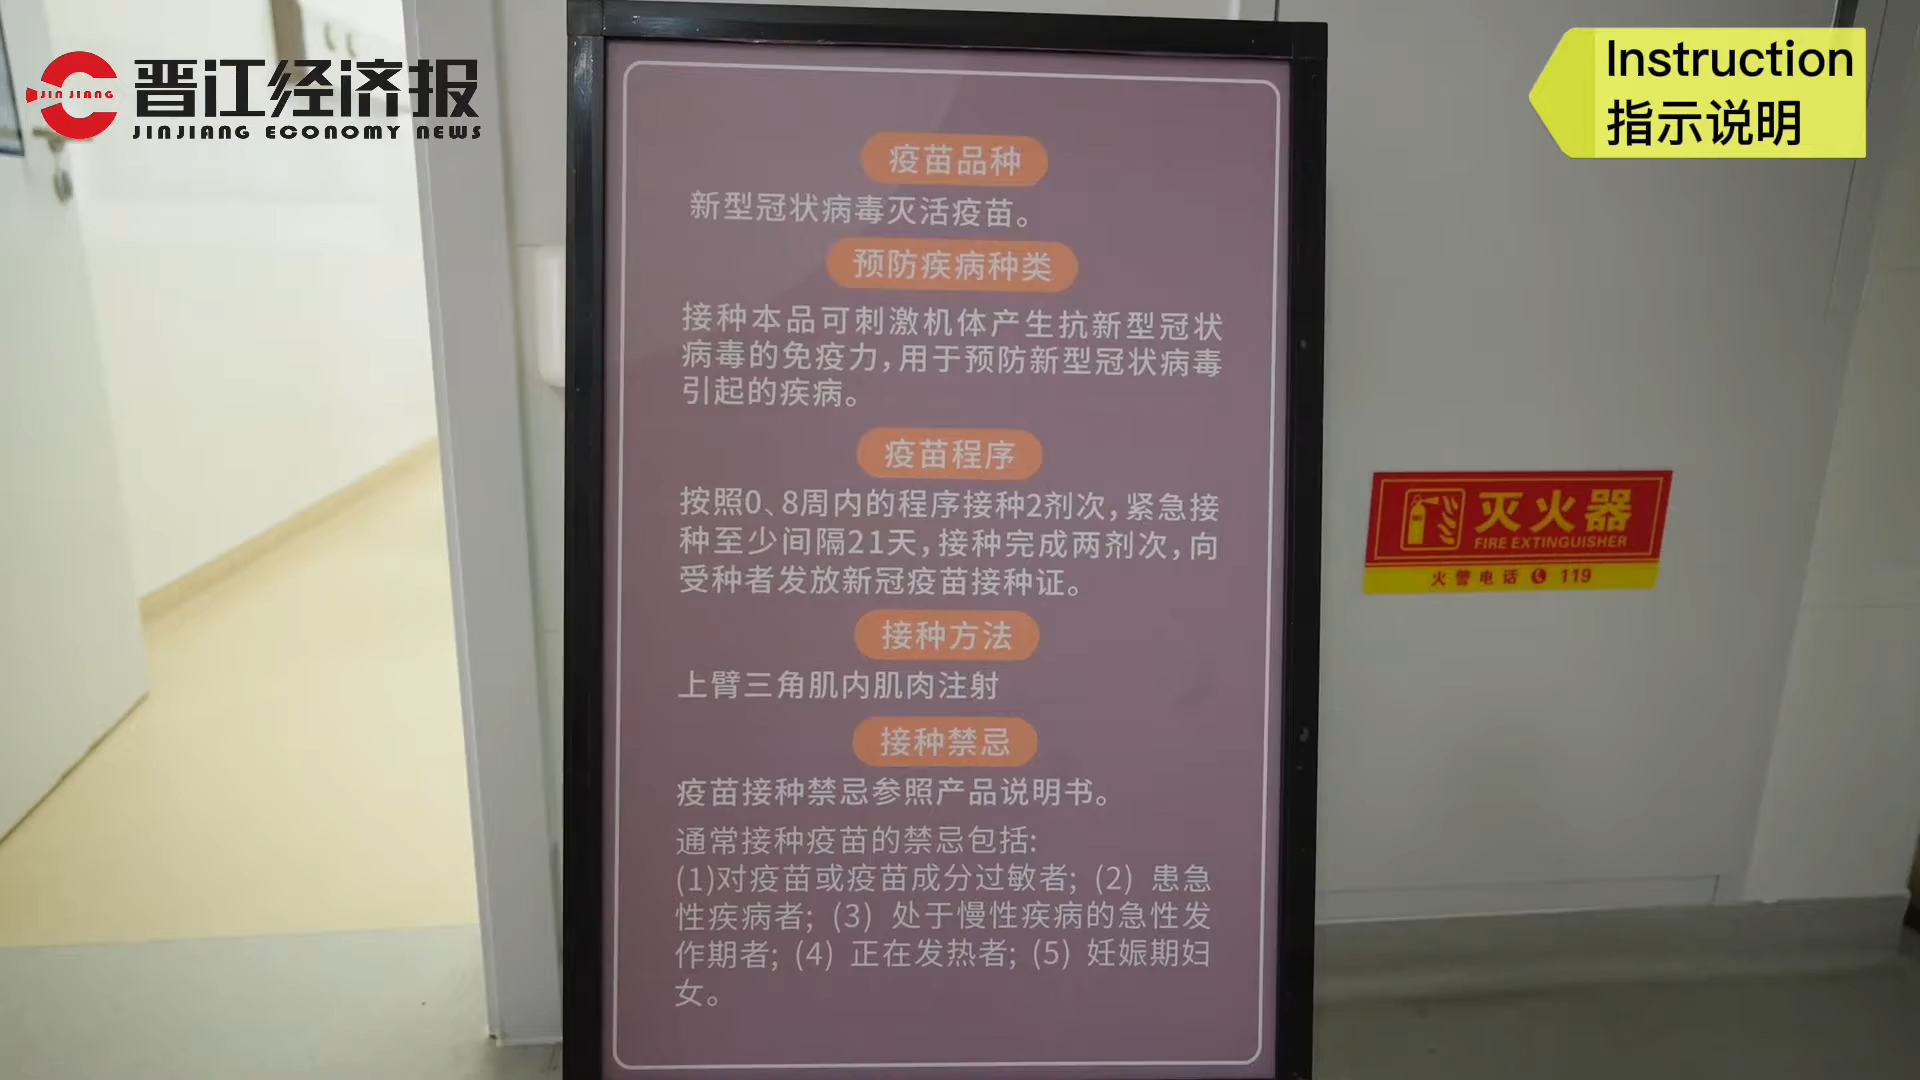 JIN JIANG
晋江经济报
JINJIANG ECONOMY NEWS
Instruction
指示说明
疫苗品种
新型冠状病毒灭活疫苗。
预防疾病种类
接种本品可刺激机体产生抗新型冠状
病毒的免疫力,用于预防新型冠状病毒
引起的疾病。
疫苗程序
按照0、8周内的程序接种2剂次,紧急接
种至少间隔21天,接种完成两剂次,向
受种者发放新冠疫苗接种证。
接种方法
上臂三角肌内肌肉注射
接种禁忌
疫苗接种禁忌参照产品说明书。
通常接种疫苗的禁忌包括:
(1)对疫苗或疫苗成分过敏者; (2) 患急
性疾病者; (3) 处于慢性疾病的急性发
作期者; (4) 正在发热者; (5) 妊娠期妇
女。
灭火器
FIRE EXTINGUISHER
火警电话 119